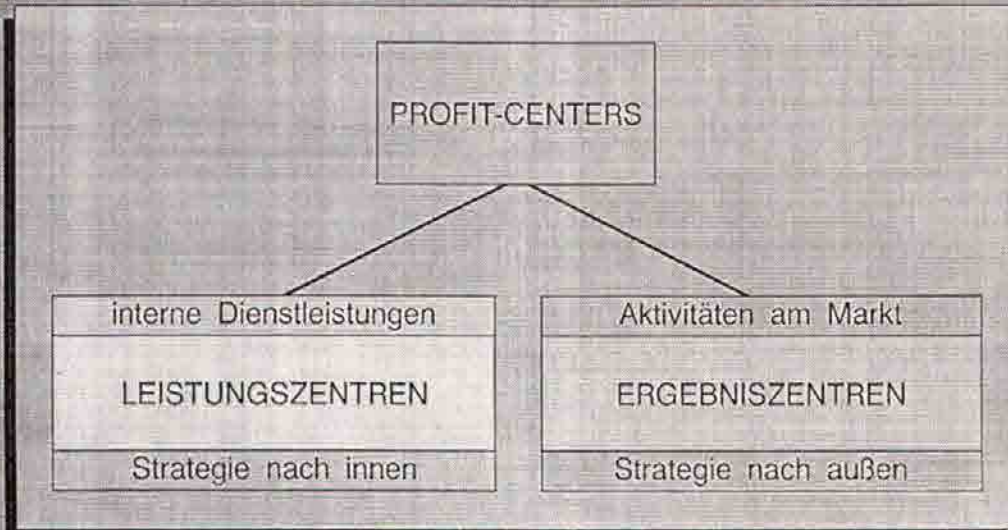 PROFIT-CENTERS
interne Dienstleistungen
LEISTUNGSZENTREN
Strategie nach innen
Aktivitäten am Markt
ERGEBNISZENTREN
Strategie nach außen